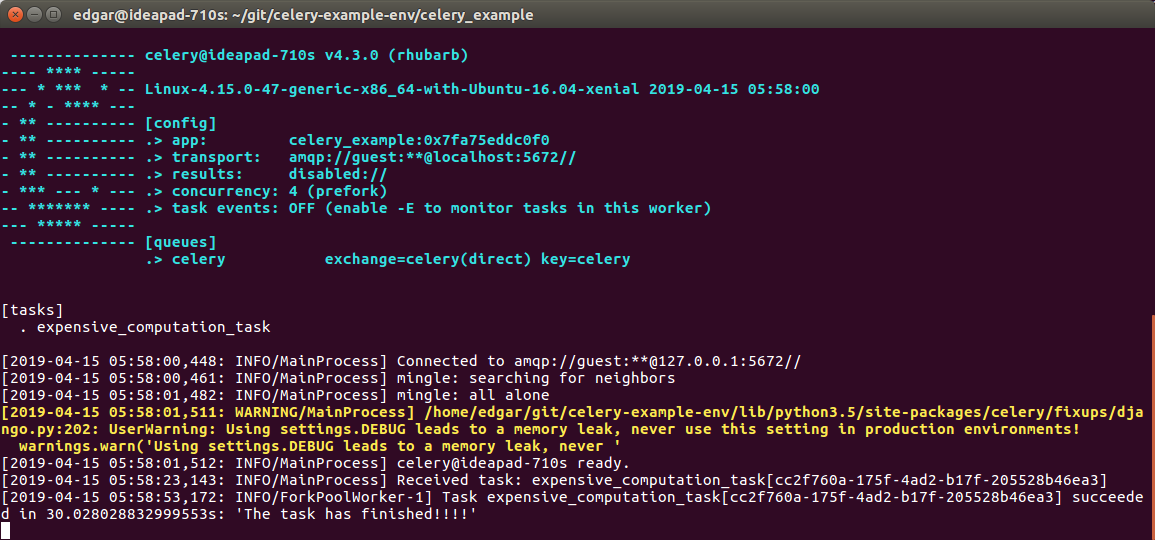 edgar@ideapad-710s: ~/git/celery-example-env/celery_example
 -------------- celery@ideapad-710s v4.3.0 (rhubarb)
---- **** -----
--- * ***  * -- Linux-4.15.0-47-generic-x86_64-with-Ubuntu-16.04-xenial 2019-04-15 05:58:00
-- * - **** ---
- ** ---------- [config]
- ** ---------- .> app:         celery_example:0x7fa75eddc0f0
- ** ---------- .> transport:   amqp://guest:**@localhost:5672//
- ** ---------- .> results:     disabled://
- *** --- * --- .> concurrency: 4 (prefork)
-- ******* ---- .> task events: OFF (enable -E to monitor tasks in this worker)
--- ***** -----
 -------------- [queues]
                .> celery           exchange=celery(direct) key=celery
[tasks]
  . expensive_computation_task
[2019-04-15 05:58:00,448: INFO/MainProcess] Connected to amqp://guest:**@127.0.0.1:5672//
[2019-04-15 05:58:00,461: INFO/MainProcess] mingle: searching for neighbors
[2019-04-15 05:58:01,482: INFO/MainProcess] mingle: all alone
[2019-04-15 05:58:01,511: WARNING/MainProcess] /home/edgar/git/celery-example-env/lib/python3.5/site-packages/celery/fixups/dja
ngo.py:202: UserWarning: Using settings.DEBUG leads to a memory leak, never use this setting in production environments!
  warnings.warn('Using settings.DEBUG leads to a memory leak, never '
[2019-04-15 05:58:01,512: INFO/MainProcess] celery@ideapad-710s ready.
[2019-04-15 05:58:23,143: INFO/MainProcess] Received task: expensive_computation_task[cc2f760a-175f-4ad2-b17f-205528b46ea3]
[2019-04-15 05:58:53,172: INFO/ForkPoolWorker-1] Task expensive_computation_task[cc2f760a-175f-4ad2-b17f-205528b46ea3] succeede
d in 30.028028832999553s: 'The task has finished!!!!'